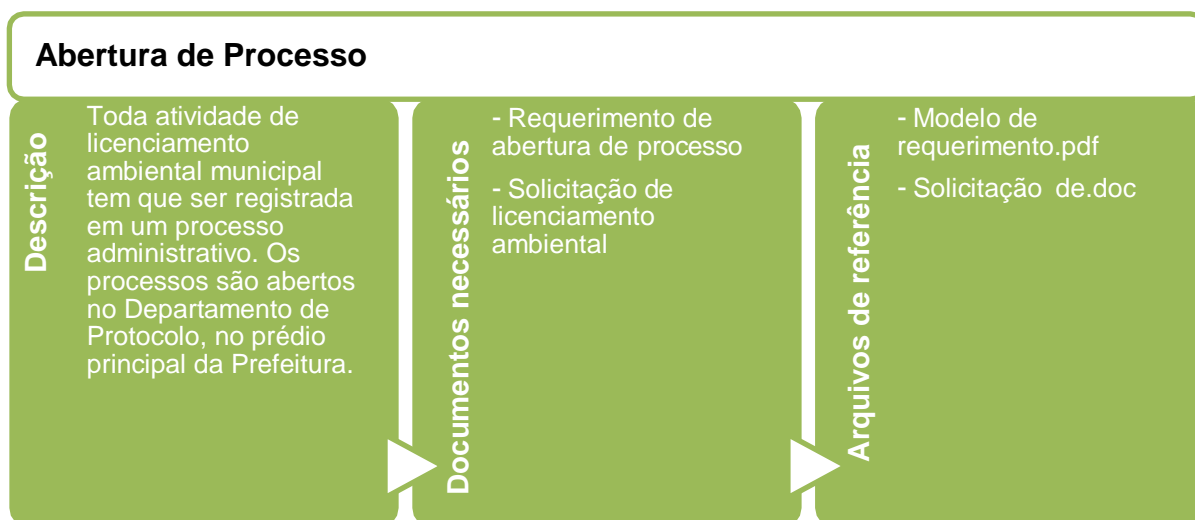 Abertura de Processo
Descrição
Toda atividade de
licenciamento
ambiental municipal
tem que ser registrada
em um processo
administrativo. Os
processos são abertos
no Departamento de
Protocolo, no prédio
principal da Prefeitura.
Documentos necessários
- Requerimento de
abertura de processo
- Solicitação de
licenciamento
ambiental
Arquivos de referência
- Modelo de
requerimento.pdf
- Solicitação de.doc